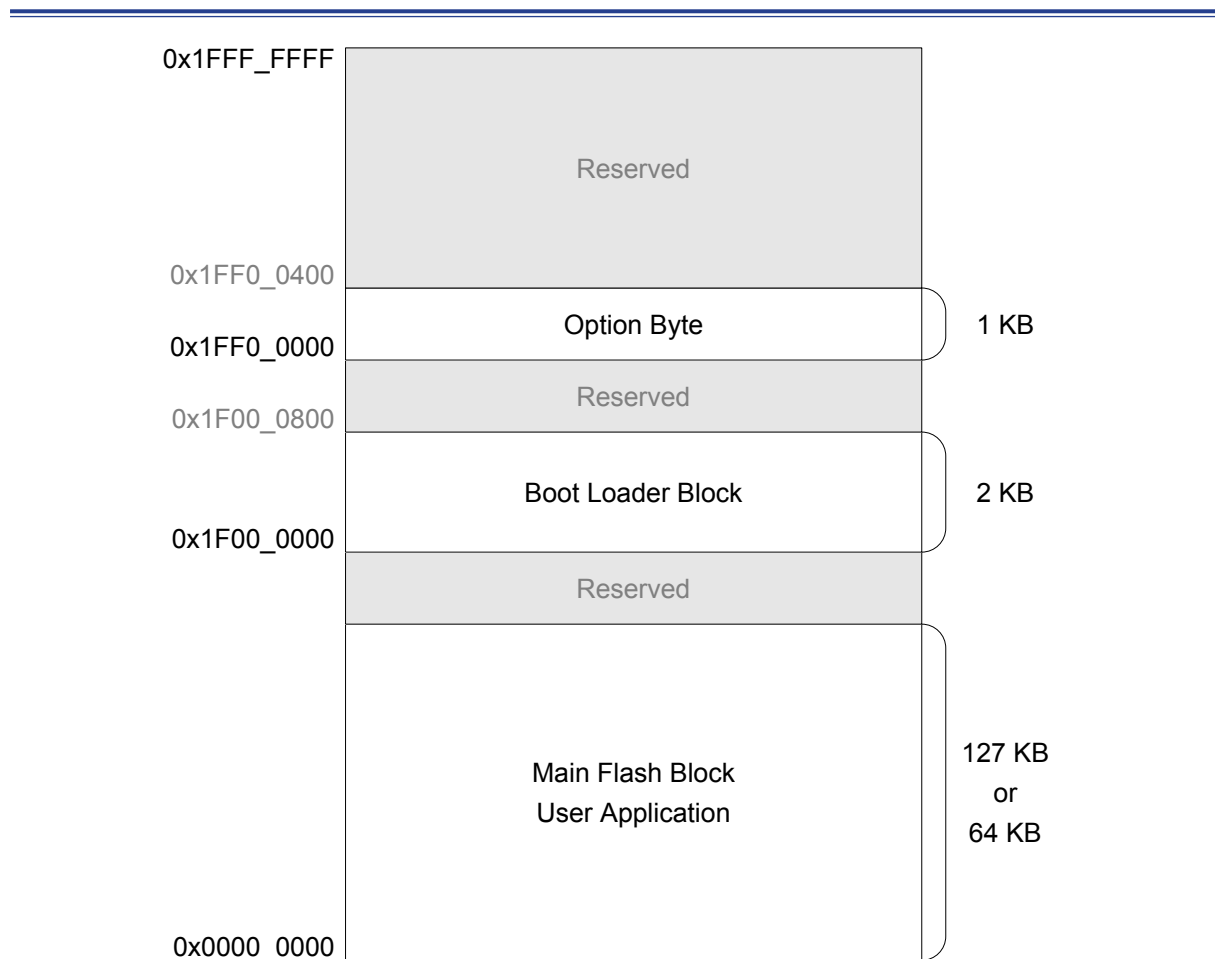 0x1FFF_FFFF
Reserved
0x1FF0_0400
Option Byte
1 KB
0x1FF0_0000
Reserved
0x1F00_0800
Boot Loader Block
2 KB
0x1F00_0000
Reserved
Main Flash Block
User Application
127 KB
or
64 KB
0x0000_0000